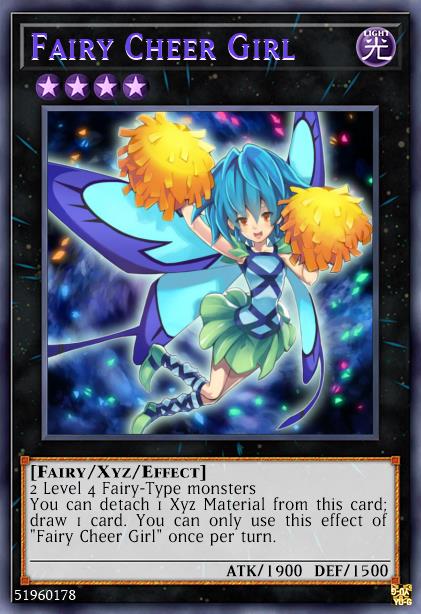 Fairy Cheer Girl
LIGHT
光
[Fairy/Xyz/Effect]
2 Level 4 Fairy-Type monsters
You can detach 1 Xyz Material from this card;
draw 1 card. You can only use this effect of
"Fairy Cheer Girl" once per turn.
ATK/1900 DEF/1500
51960178